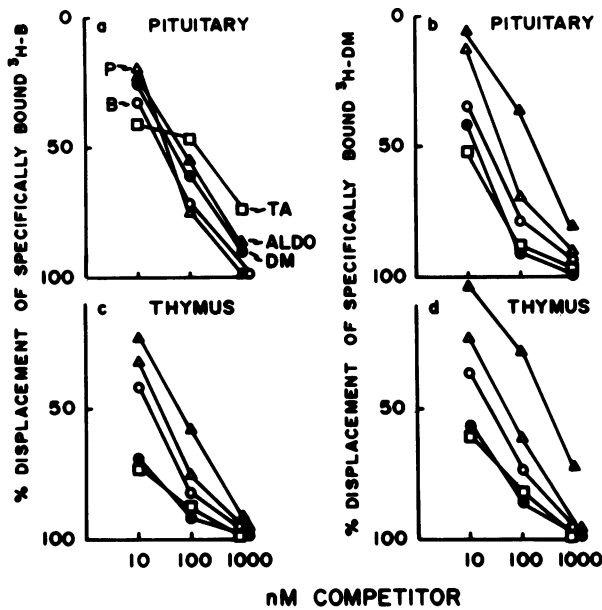 a PITUITARY
% DISPLACEMENT OF SPECIFICALLY BOUND ³H-B
0
50
100
P
B
TA
ALDO
DM
b PITUITARY
% DISPLACEMENT OF SPECIFICALLY BOUND ³H-DM
0
50
100
c THYMUS
50
100
10 100 1000
d THYMUS
50
100
10 100 1000
nM COMPETITOR